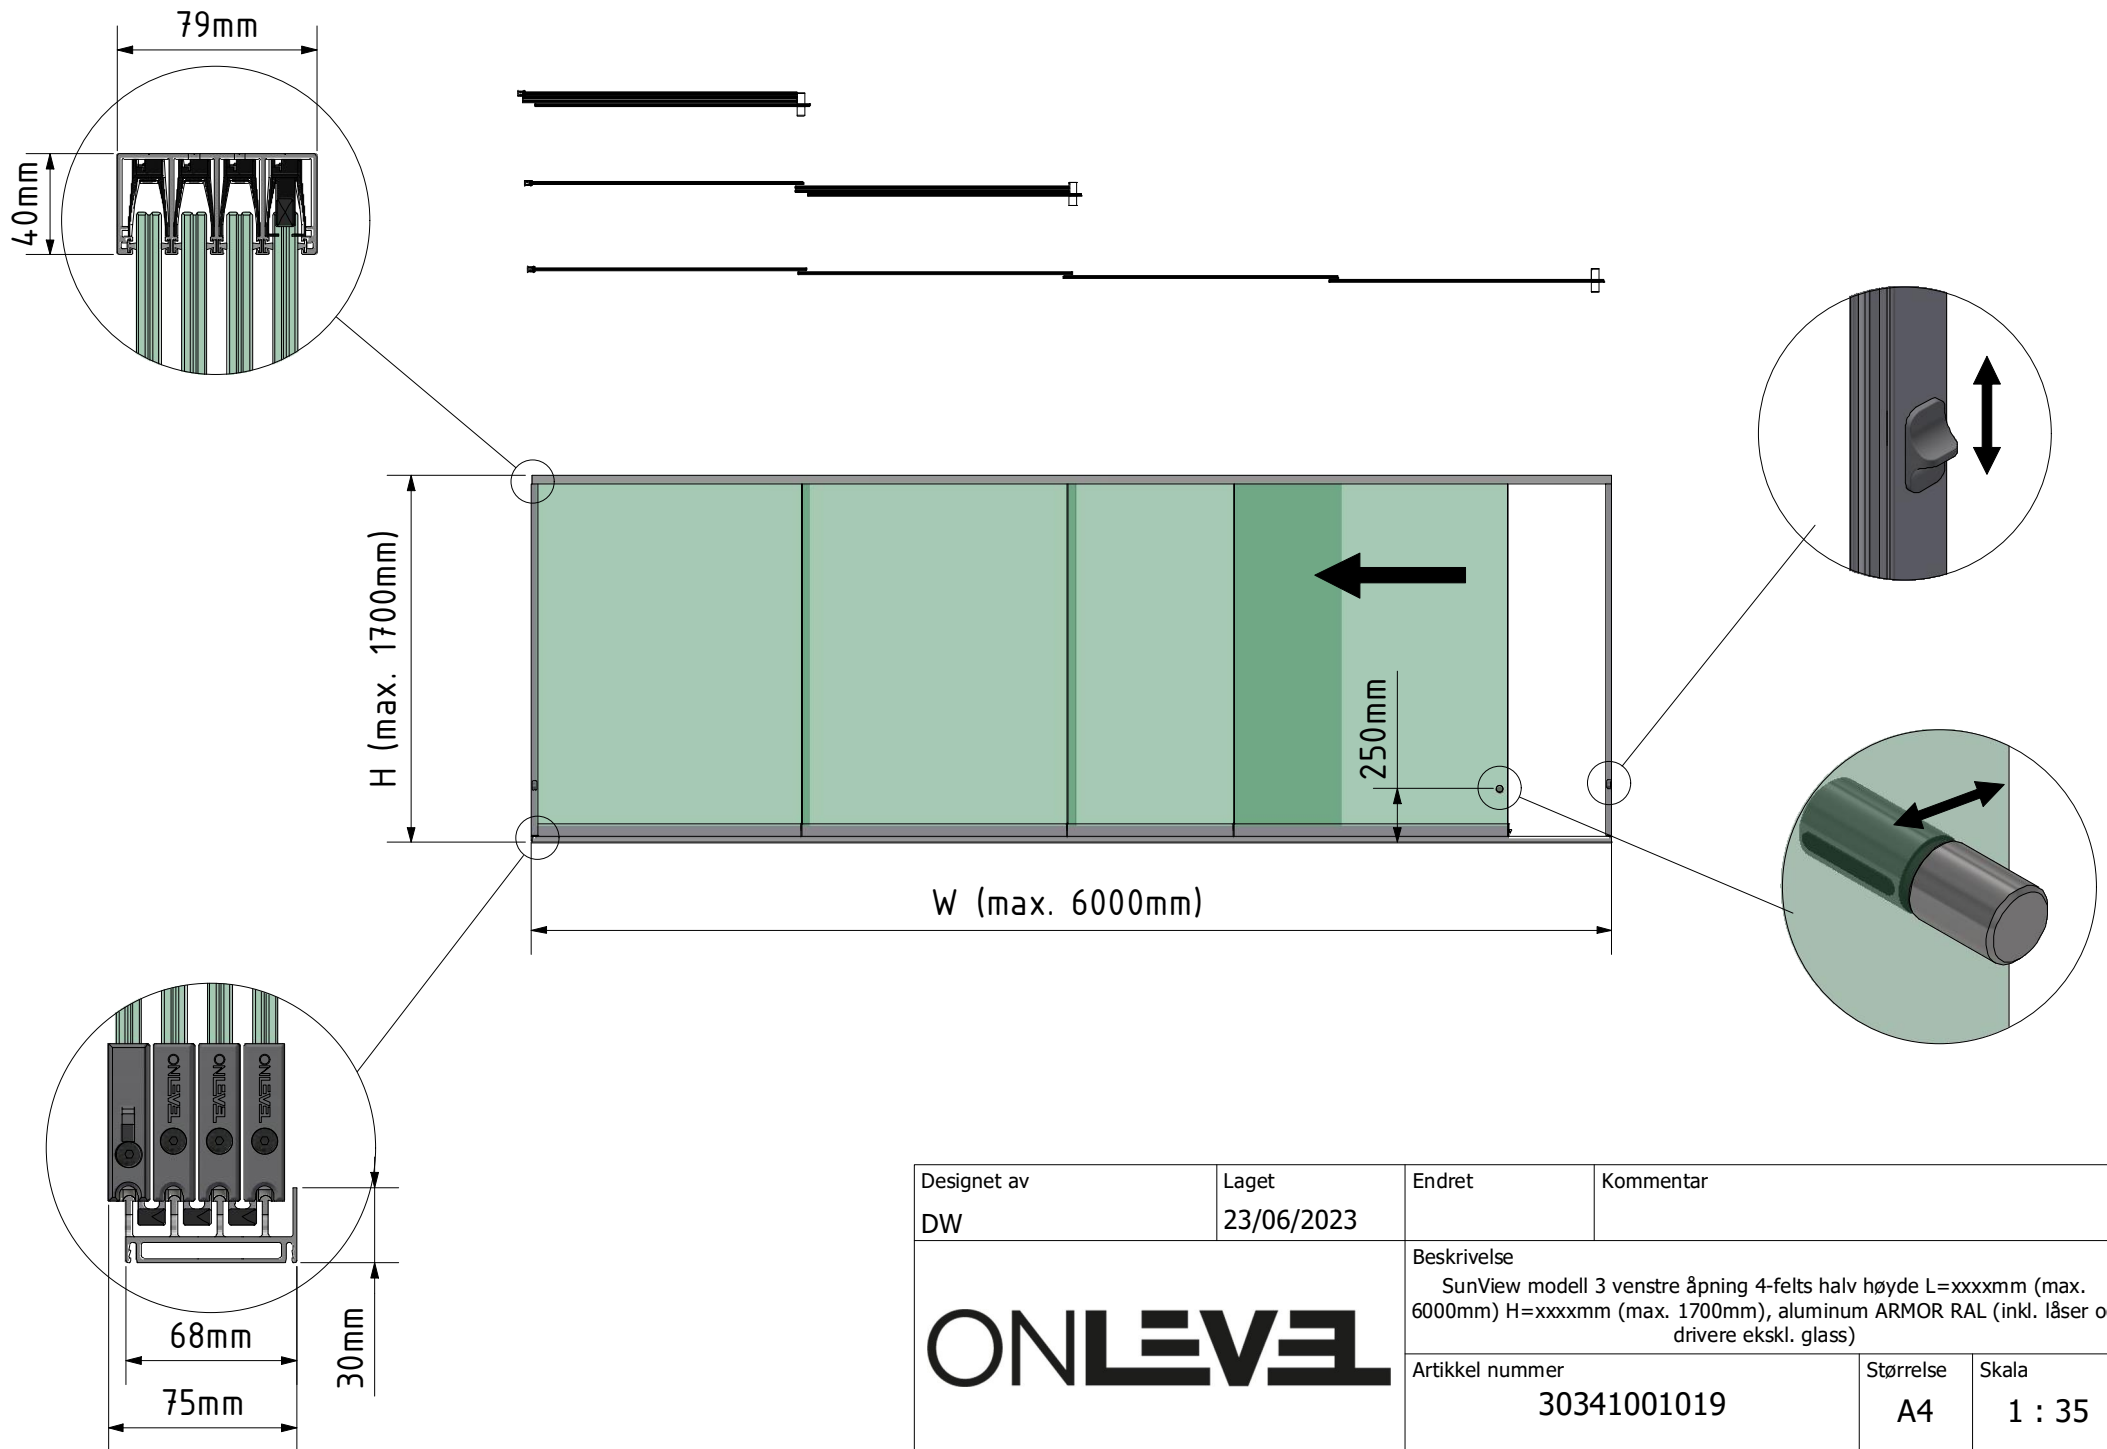 79mm
40mm
H (max. 1700mm)
250mm
W (max. 6000mm)
ONLEVEL
ONLEVEL
ONLEVEL
30mm
68mm
75mm
Designet av
DW
Laget
23/06/2023
Endret
Kommentar
ONLEVEL
Beskrivelse
SunView modell 3 venstre åpning 4-felts halv høyde L=xxxxmm (max.
6000mm) H=xxxxmm (max. 1700mm), aluminum ARMOR RAL (inkl. låser o
drivere ekskl. glass)
Artikkel nummer
30341001019
Størrelse
A4
Skala
1 : 35